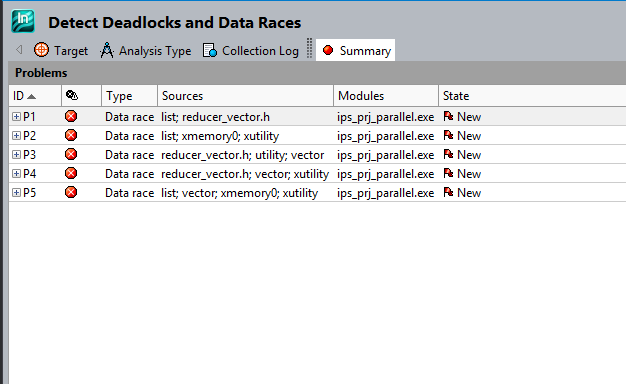 In
Detect Deadlocks and Data Races
Target Analysis Type Collection Log Summary
Problems
ID Type Sources Modules State
P1 Data race list; reducer_vector.h ips_prj_parallel.exe New
P2 Data race list; xmemory0; xutility ips_prj_parallel.exe New
P3 Data race reducer_vector.h; utility; vector ips_prj_parallel.exe New
P4 Data race reducer_vector.h; vector; xutility ips_prj_parallel.exe New
P5 Data race list; vector; xmemory0; xutility ips_prj_parallel.exe New